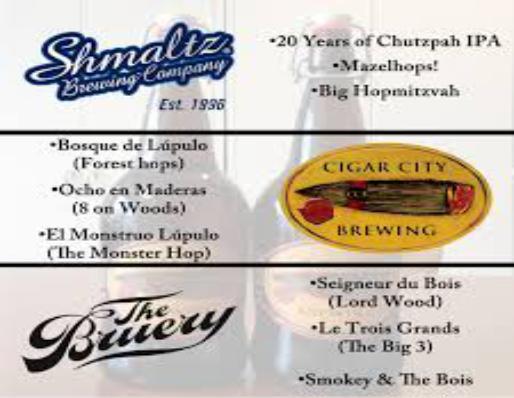 Shmaltz
Brewing Company
Est. 1996
•20 Years of Chutzpah IPA
•Mazelhops!
•Big Hopmitzvah
•Bosque de Lúpulo
(Forest hops)
•Ocho en Maderas
(8 on Woods)
•El Monstruo Lúpulo
(The Monster Hop)
CIGAR CITY
BREWING
The
Bruery
•Seigneur du Bois
(Lord Wood)
•Le Trois Grands
(The Big 3)
•Smokey & The Bois